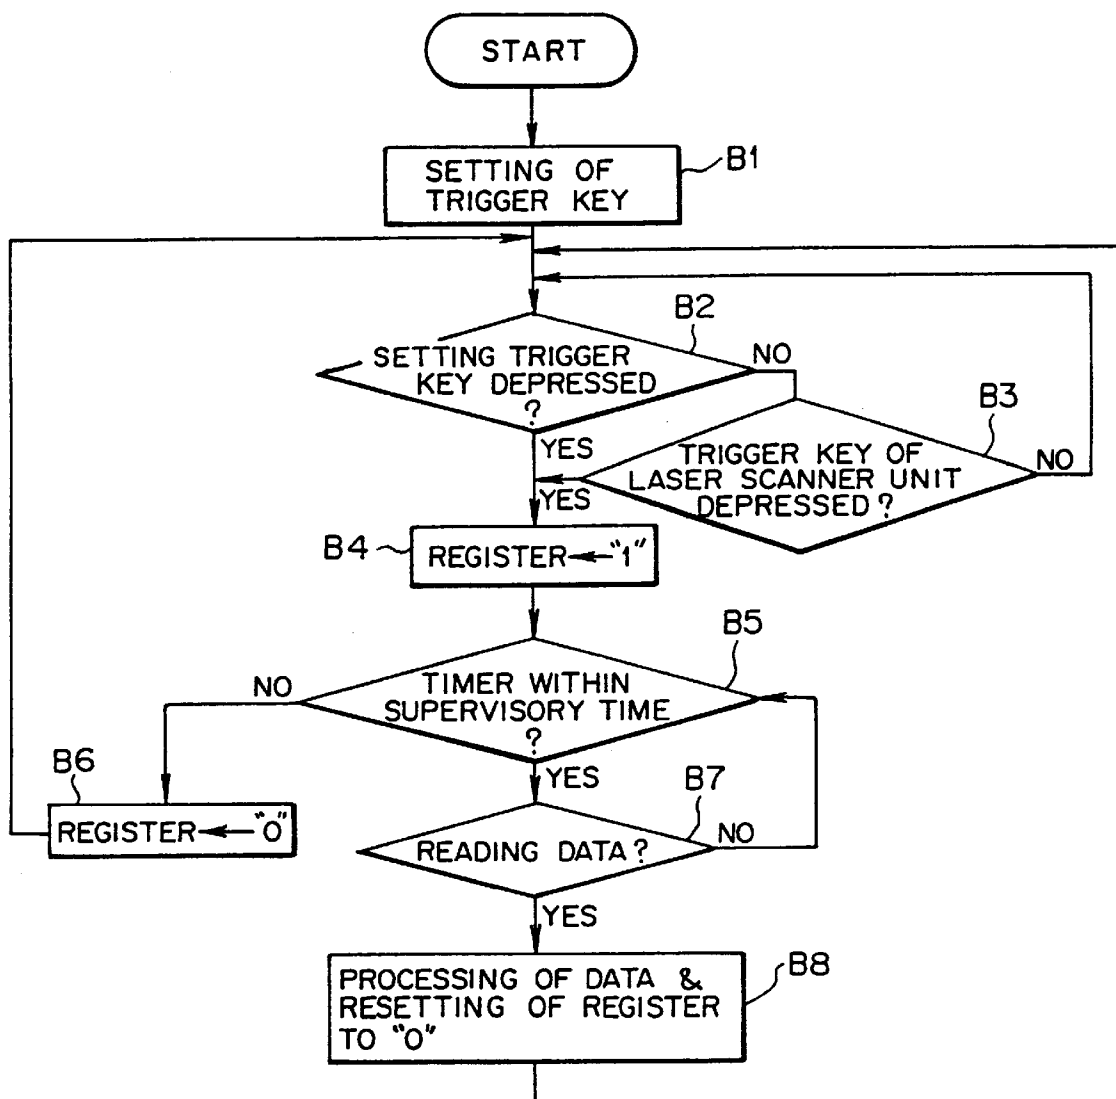 START
SETTING OF
TRIGGER KEY
B1
B2
SETTING TRIGGER
KEY DEPRESSED
?
NO
YES
B3
TRIGGER KEY OF
LASER SCANNER UNIT
DEPRESSED?
NO
YES
B4
REGISTER←"1"
B5
TIMER WITHIN
SUPERVISORY TIME
?
NO
YES
B6
REGISTER←"0"
B7
READING DATA?
NO
YES
B8
PROCESSING OF DATA &
RESETTING OF REGISTER
TO "0"